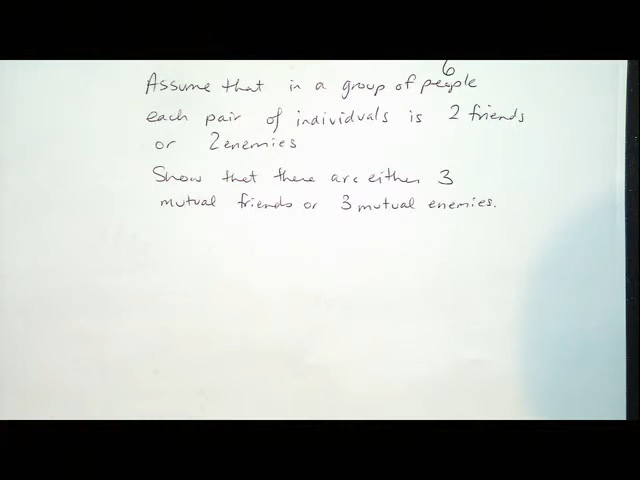 Assume that in a group of 6 people
each pair of individuals is 2 friends
or 2 enemies
Show that there are either 3
mutual friends or 3 mutual enemies.